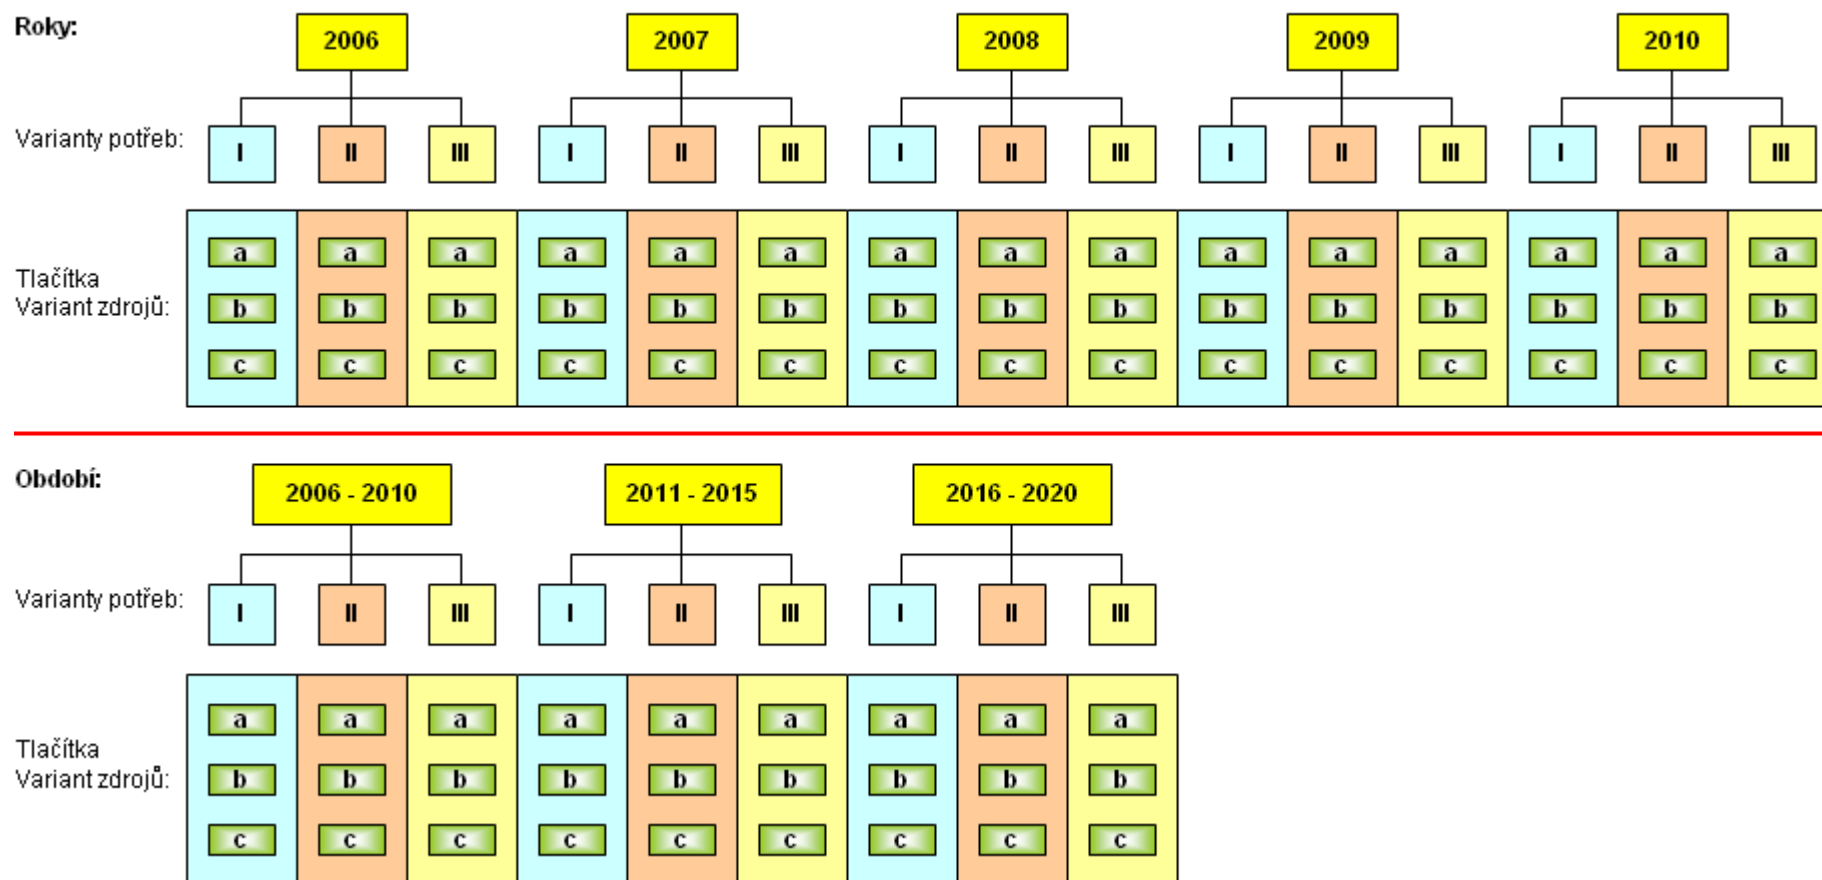 Roky: 2006 2007 2008 2009 2010
Varianty potřeb: I II III I II III I II III I II III I II III
a a a a a a a a a a a a a a a
Tlačítka
Variant zdrojů: b b b b b b b b b b b b b b b
c c c c c c c c c c c c c c c
Období: 2006 - 2010 2011 - 2015 2016 - 2020
Varianty potřeb: I II III I II III I II III
a a a a a a a a a
Tlačítka
Variant zdrojů: b b b b b b b b b
c c c c c c c c c